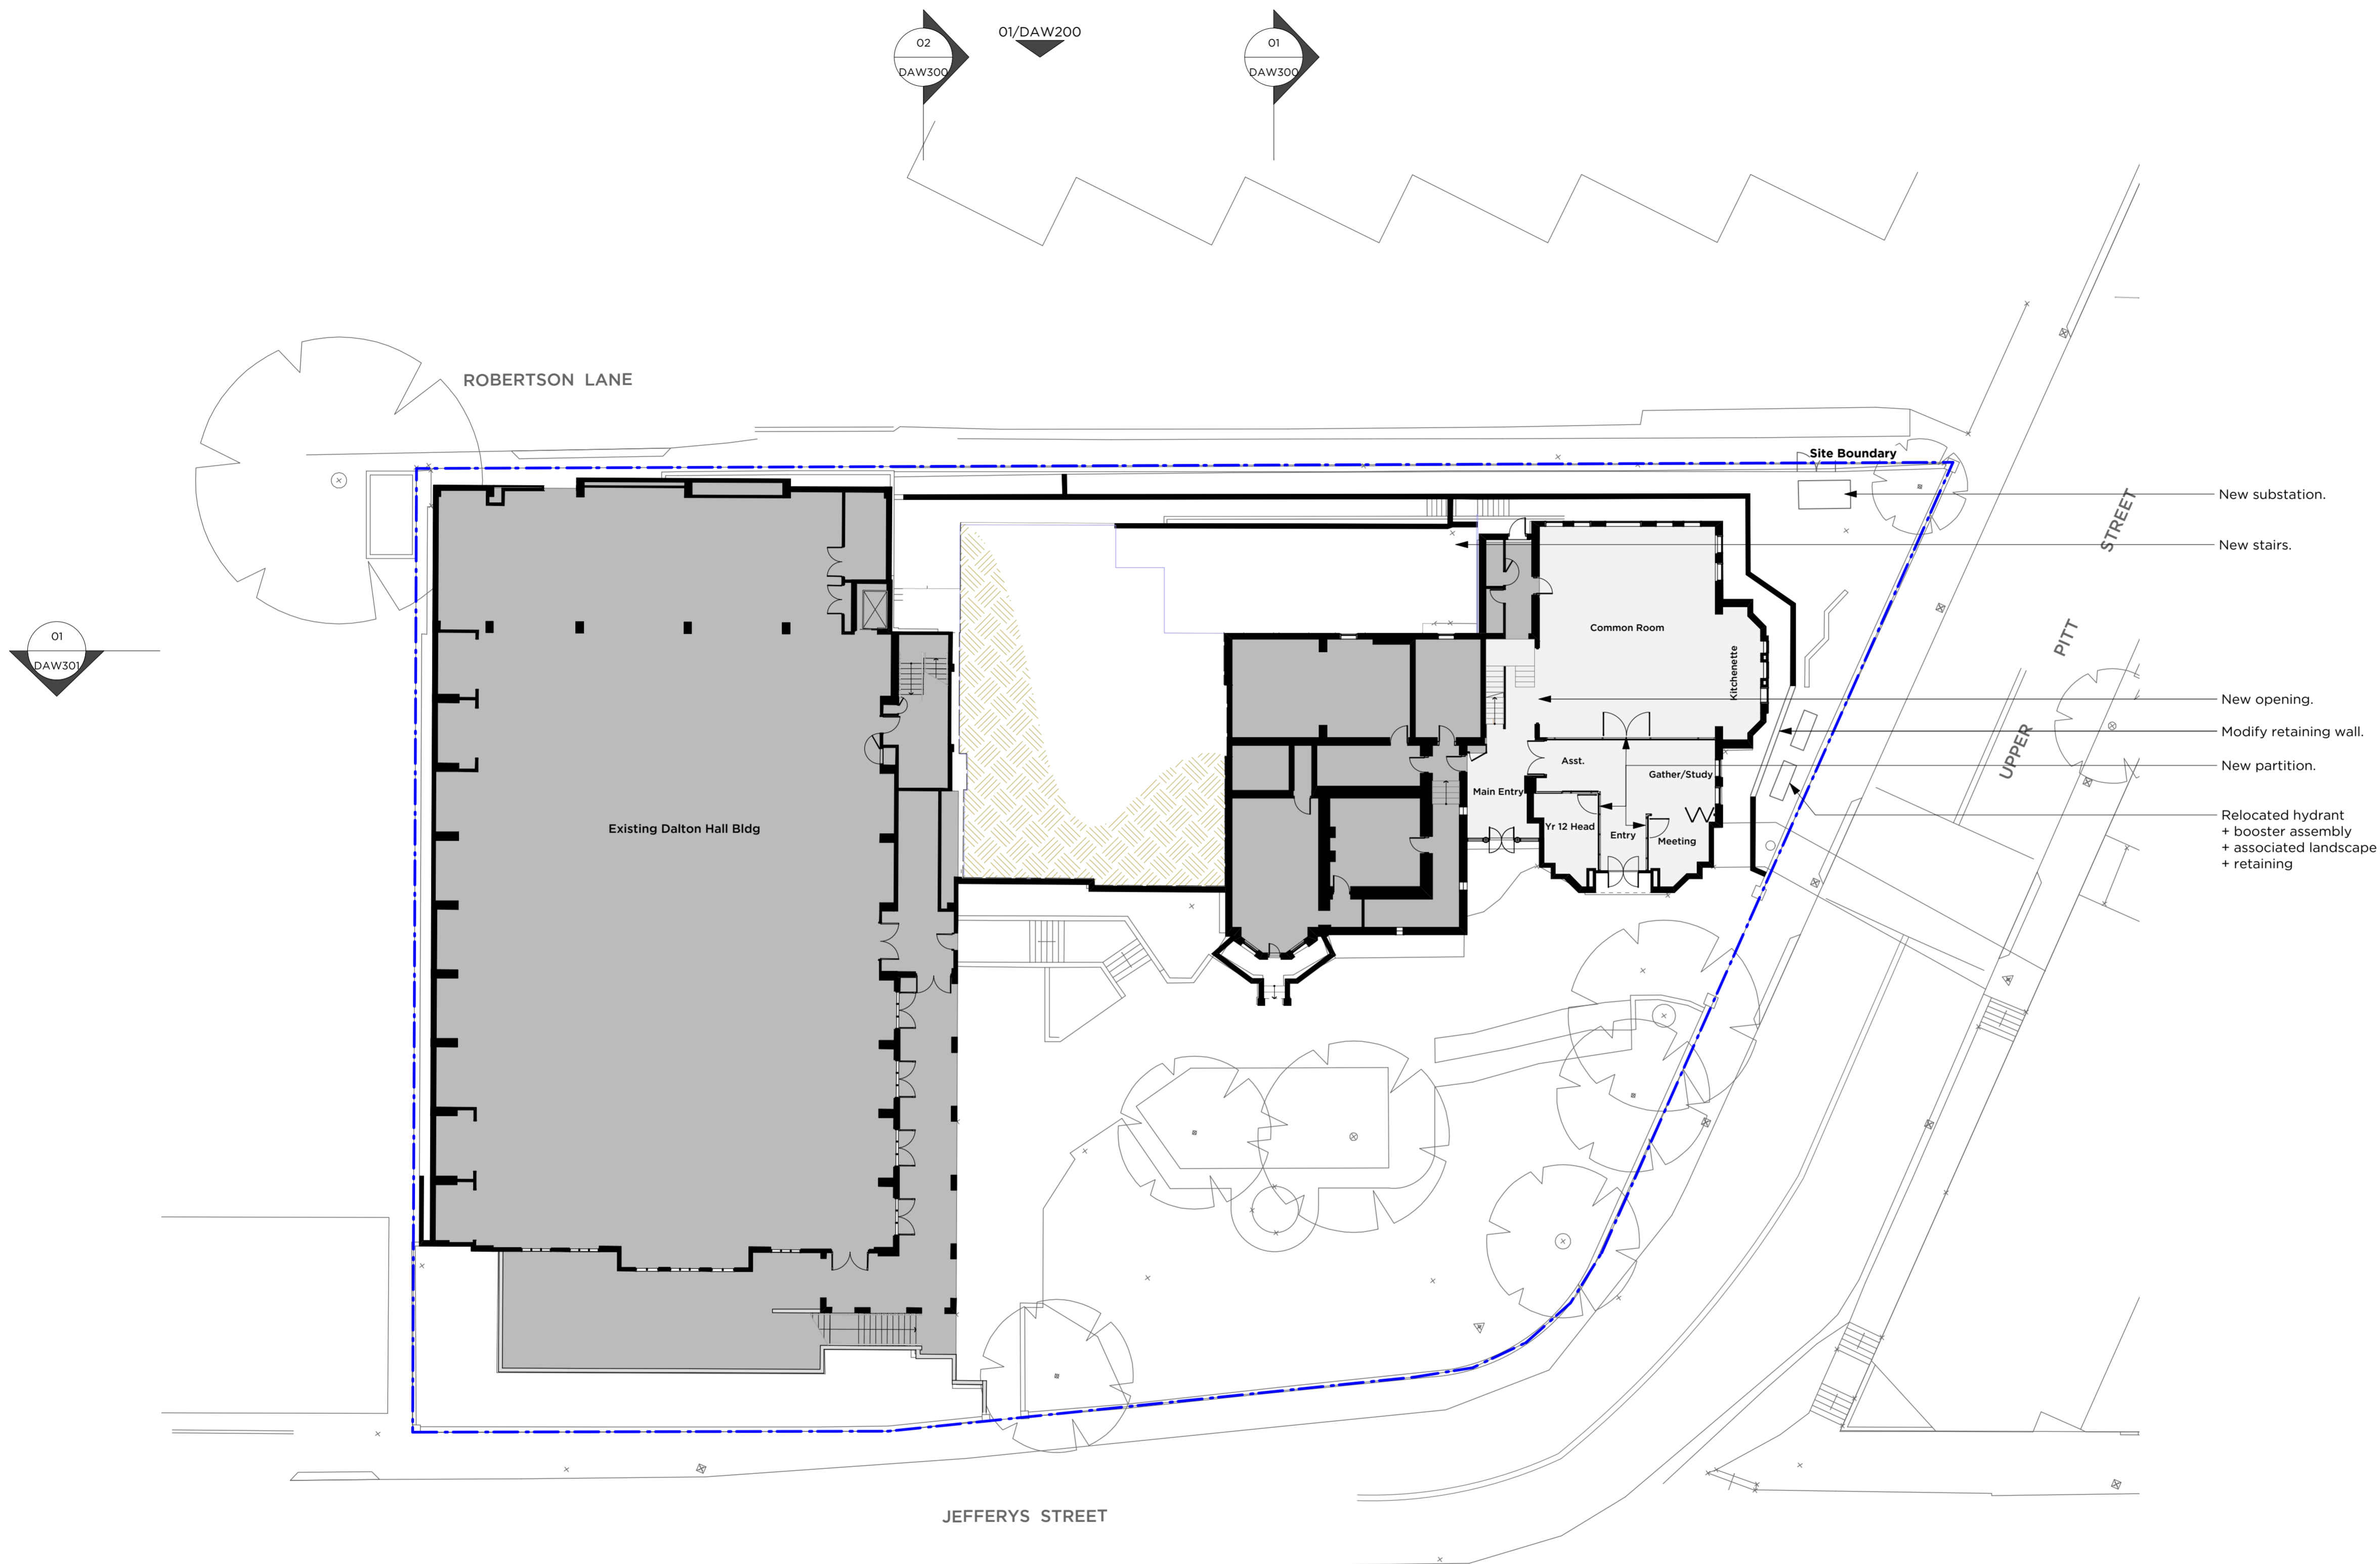 02
DAW300
01/DAW200
01
DAW300
ROBERTSON LANE
Site Boundary
New substation.
STREET
New stairs.
Common Room
01
DAW301
PITT
Kitchenette
New opening.
Modify retaining wall.
UPPER
New partition.
Asst.
Gather/Study
Main Entry
Relocated hydrant
+ booster assembly
+ associated landscape
+ retaining
Existing Dalton Hall Bldg
Yr 12 Head
Entry
Meeting
JEFFERYS STREET